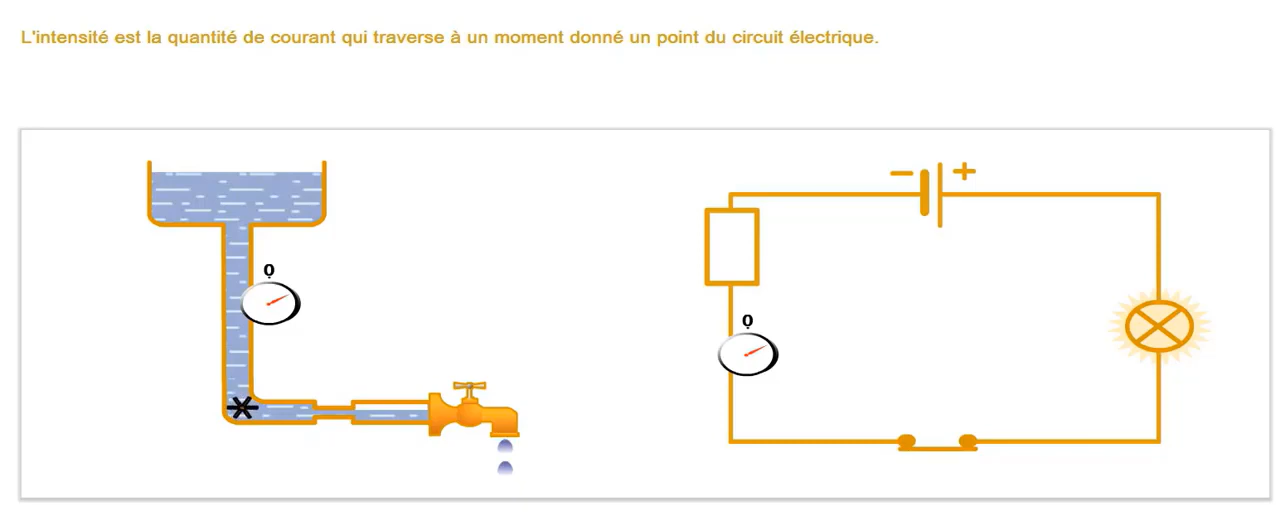 L'intensité est la quantité de courant qui traverse à un moment donné un point du circuit électrique.
− +
Q
Q